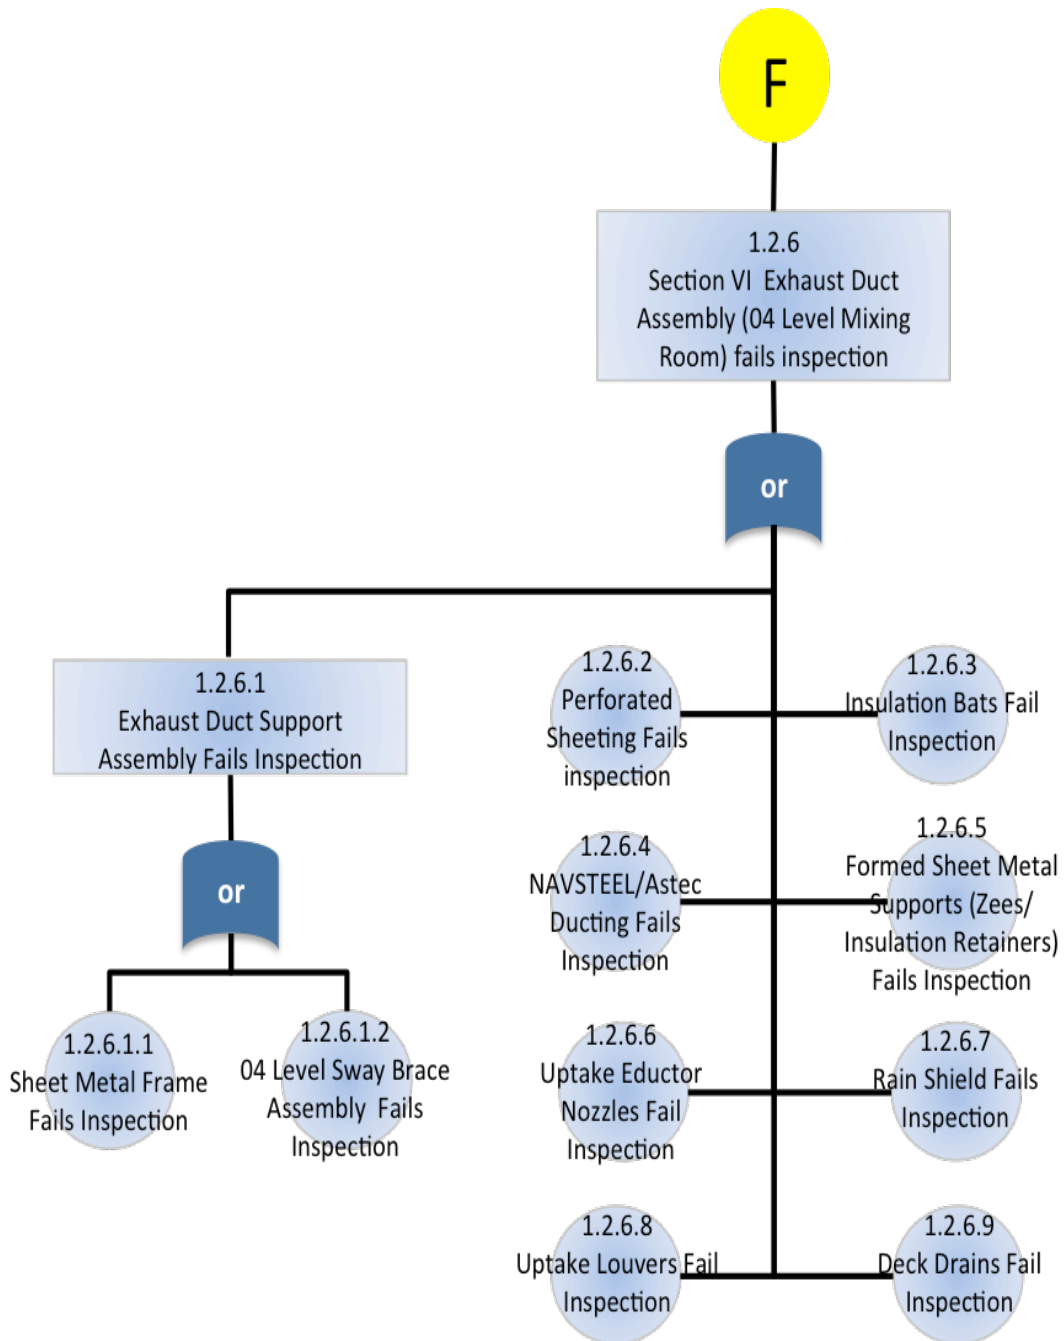 F
1.2.6
Section VI  Exhaust Duct
Assembly (04 Level Mixing
Room) fails inspection
or
1.2.6.1
Exhaust Duct Support
Assembly Fails Inspection
or
1.2.6.1.1
Sheet Metal Frame
Fails Inspection
1.2.6.1.2
04 Level Sway Brace
Assembly  Fails
Inspection
1.2.6.2
Perforated
Sheeting Fails
inspection
1.2.6.3
Insulation Bats Fail
Inspection
1.2.6.4
NAVSTEEL/Astec
Ducting Fails
Inspection
1.2.6.5
Formed Sheet Metal
Supports (Zees/
Insulation Retainers)
Fails Inspection
1.2.6.6
Uptake Eductor
Nozzles Fail
Inspection
1.2.6.7
Rain Shield Fails
Inspection
1.2.6.8
Uptake Louvers Fail
Inspection
1.2.6.9
Deck Drains Fail
Inspection